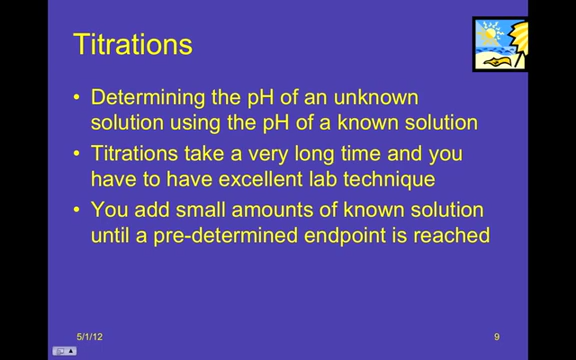 Titrations
• Determining the pH of an unknown
solution using the pH of a known solution
• Titrations take a very long time and you
have to have excellent lab technique
• You add small amounts of known solution
until a pre-determined endpoint is reached
5/1/12
9